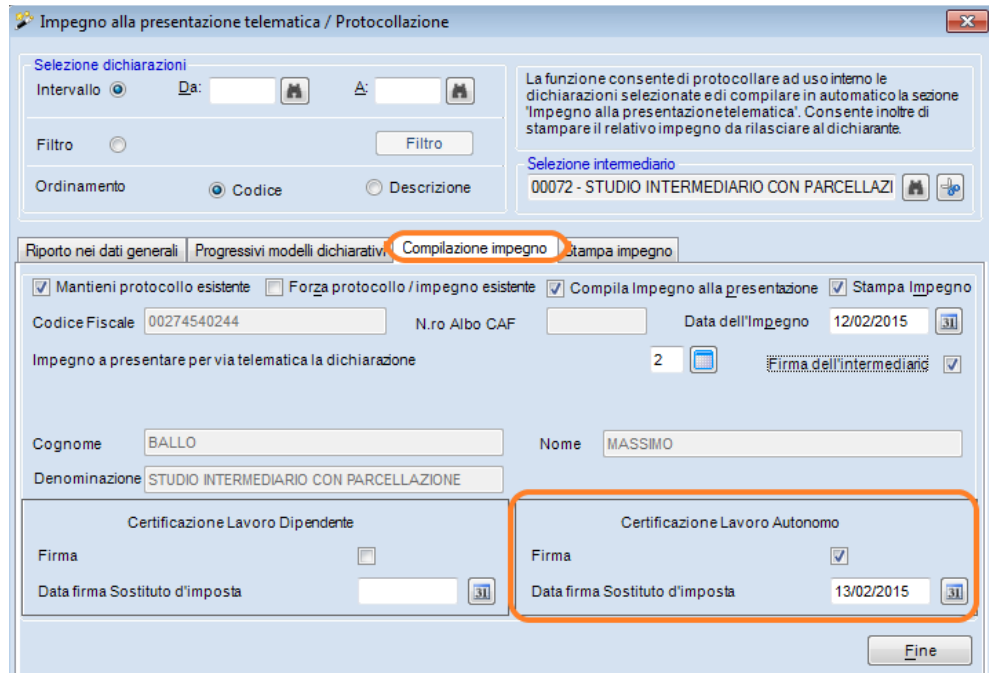 Impegno alla presentazione telematica / Protocollazione
Selezione dichiarazioni
Intervallo Da: A:
Filtro Filtro
Ordinamento Codice Descrizione
La funzione consente di protocollare ad uso interno le
dichiarazioni selezionate e di compilare in automatico la sezione
'Impegno alla presentazione telematica'. Consente inoltre di
stampare il relativo impegno da rilasciare al dichiarante.
Selezione intermediario
00072 - STUDIO INTERMEDIARIO CON PARCELLAZI
Riporto nei dati generali Progressivi modelli dichiarativi Compilazione impegno Stampa impegno
Mantieni protocollo esistente Forza protocollo / impegno esistente Compila Impegno alla presentazione Stampa Impegno
Codice Fiscale 00274540244 N.ro Albo CAF Data dell'Impegno 12/02/2015 31
Impegno a presentare per via telematica la dichiarazione 2 Firma dell'intermediario
Cognome BALLO Nome MASSIMO
Denominazione STUDIO INTERMEDIARIO CON PARCELLAZIONE
Certificazione Lavoro Dipendente
Firma
Data firma Sostituto d'imposta 31
Certificazione Lavoro Autonomo
Firma
Data firma Sostituto d'imposta 13/02/2015 31
Fine